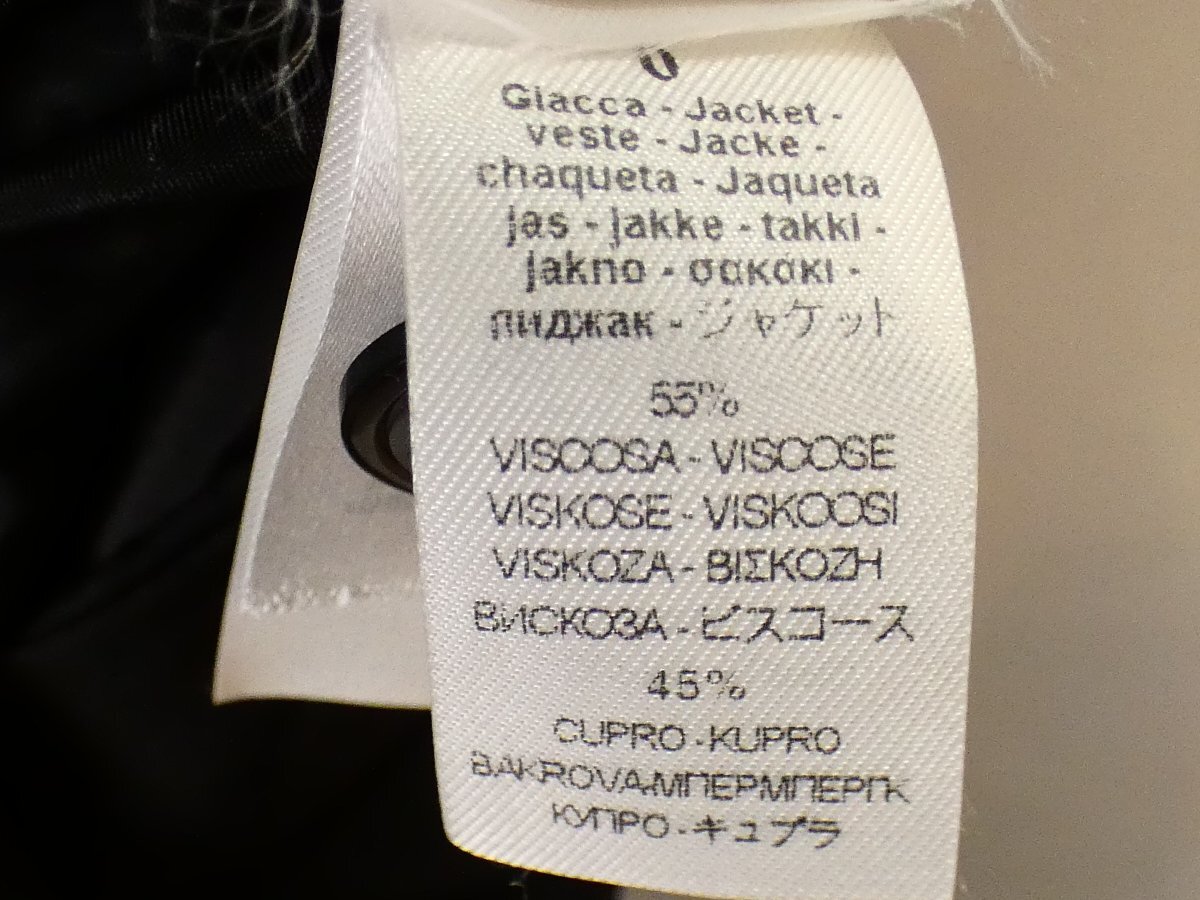 Giacca - Jacket -
veste - Jacke -
chaqueta - Jaqueta
jas - jakke - takki -
jakno - σακάκι -
пиджак - ジャケット
55%
VISCOSA - VISCOSE
VISKOSE - VISKOOSI
VISKOZA - ΒΙΣΚΟΖΗ
ВИСКОЗА - ビスコース
45%
CUPRO - KUPRO
BAKROVA-ΜΠΕΡΜΠΕΡΓΚ
КУПРО - キュプラ